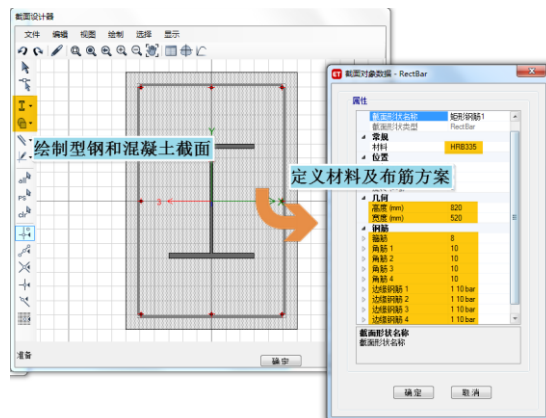 截面设计器
文件 编辑 视图 绘制 选择 显示
all
PS
clr
Y
3
X
绘制型钢和混凝土截面
准备
确定
ET 截面对象数据 - RectBar
属性
截面形状名称 矩形钢筋1
截面形状类型 RectBar
常规
材料 HRB335
位置
定义材料及布筋方案
几何
高度 (mm) 820
宽度 (mm) 520
钢筋
箍筋 8
角筋 1 10
角筋 2 10
角筋 3 10
角筋 4 10
边缘钢筋 1 1 10 bar
边缘钢筋 2 1 10 bar
边缘钢筋 3 1 10 bar
边缘钢筋 4 1 10 bar
截面形状名称
截面形状名称
确定 取消